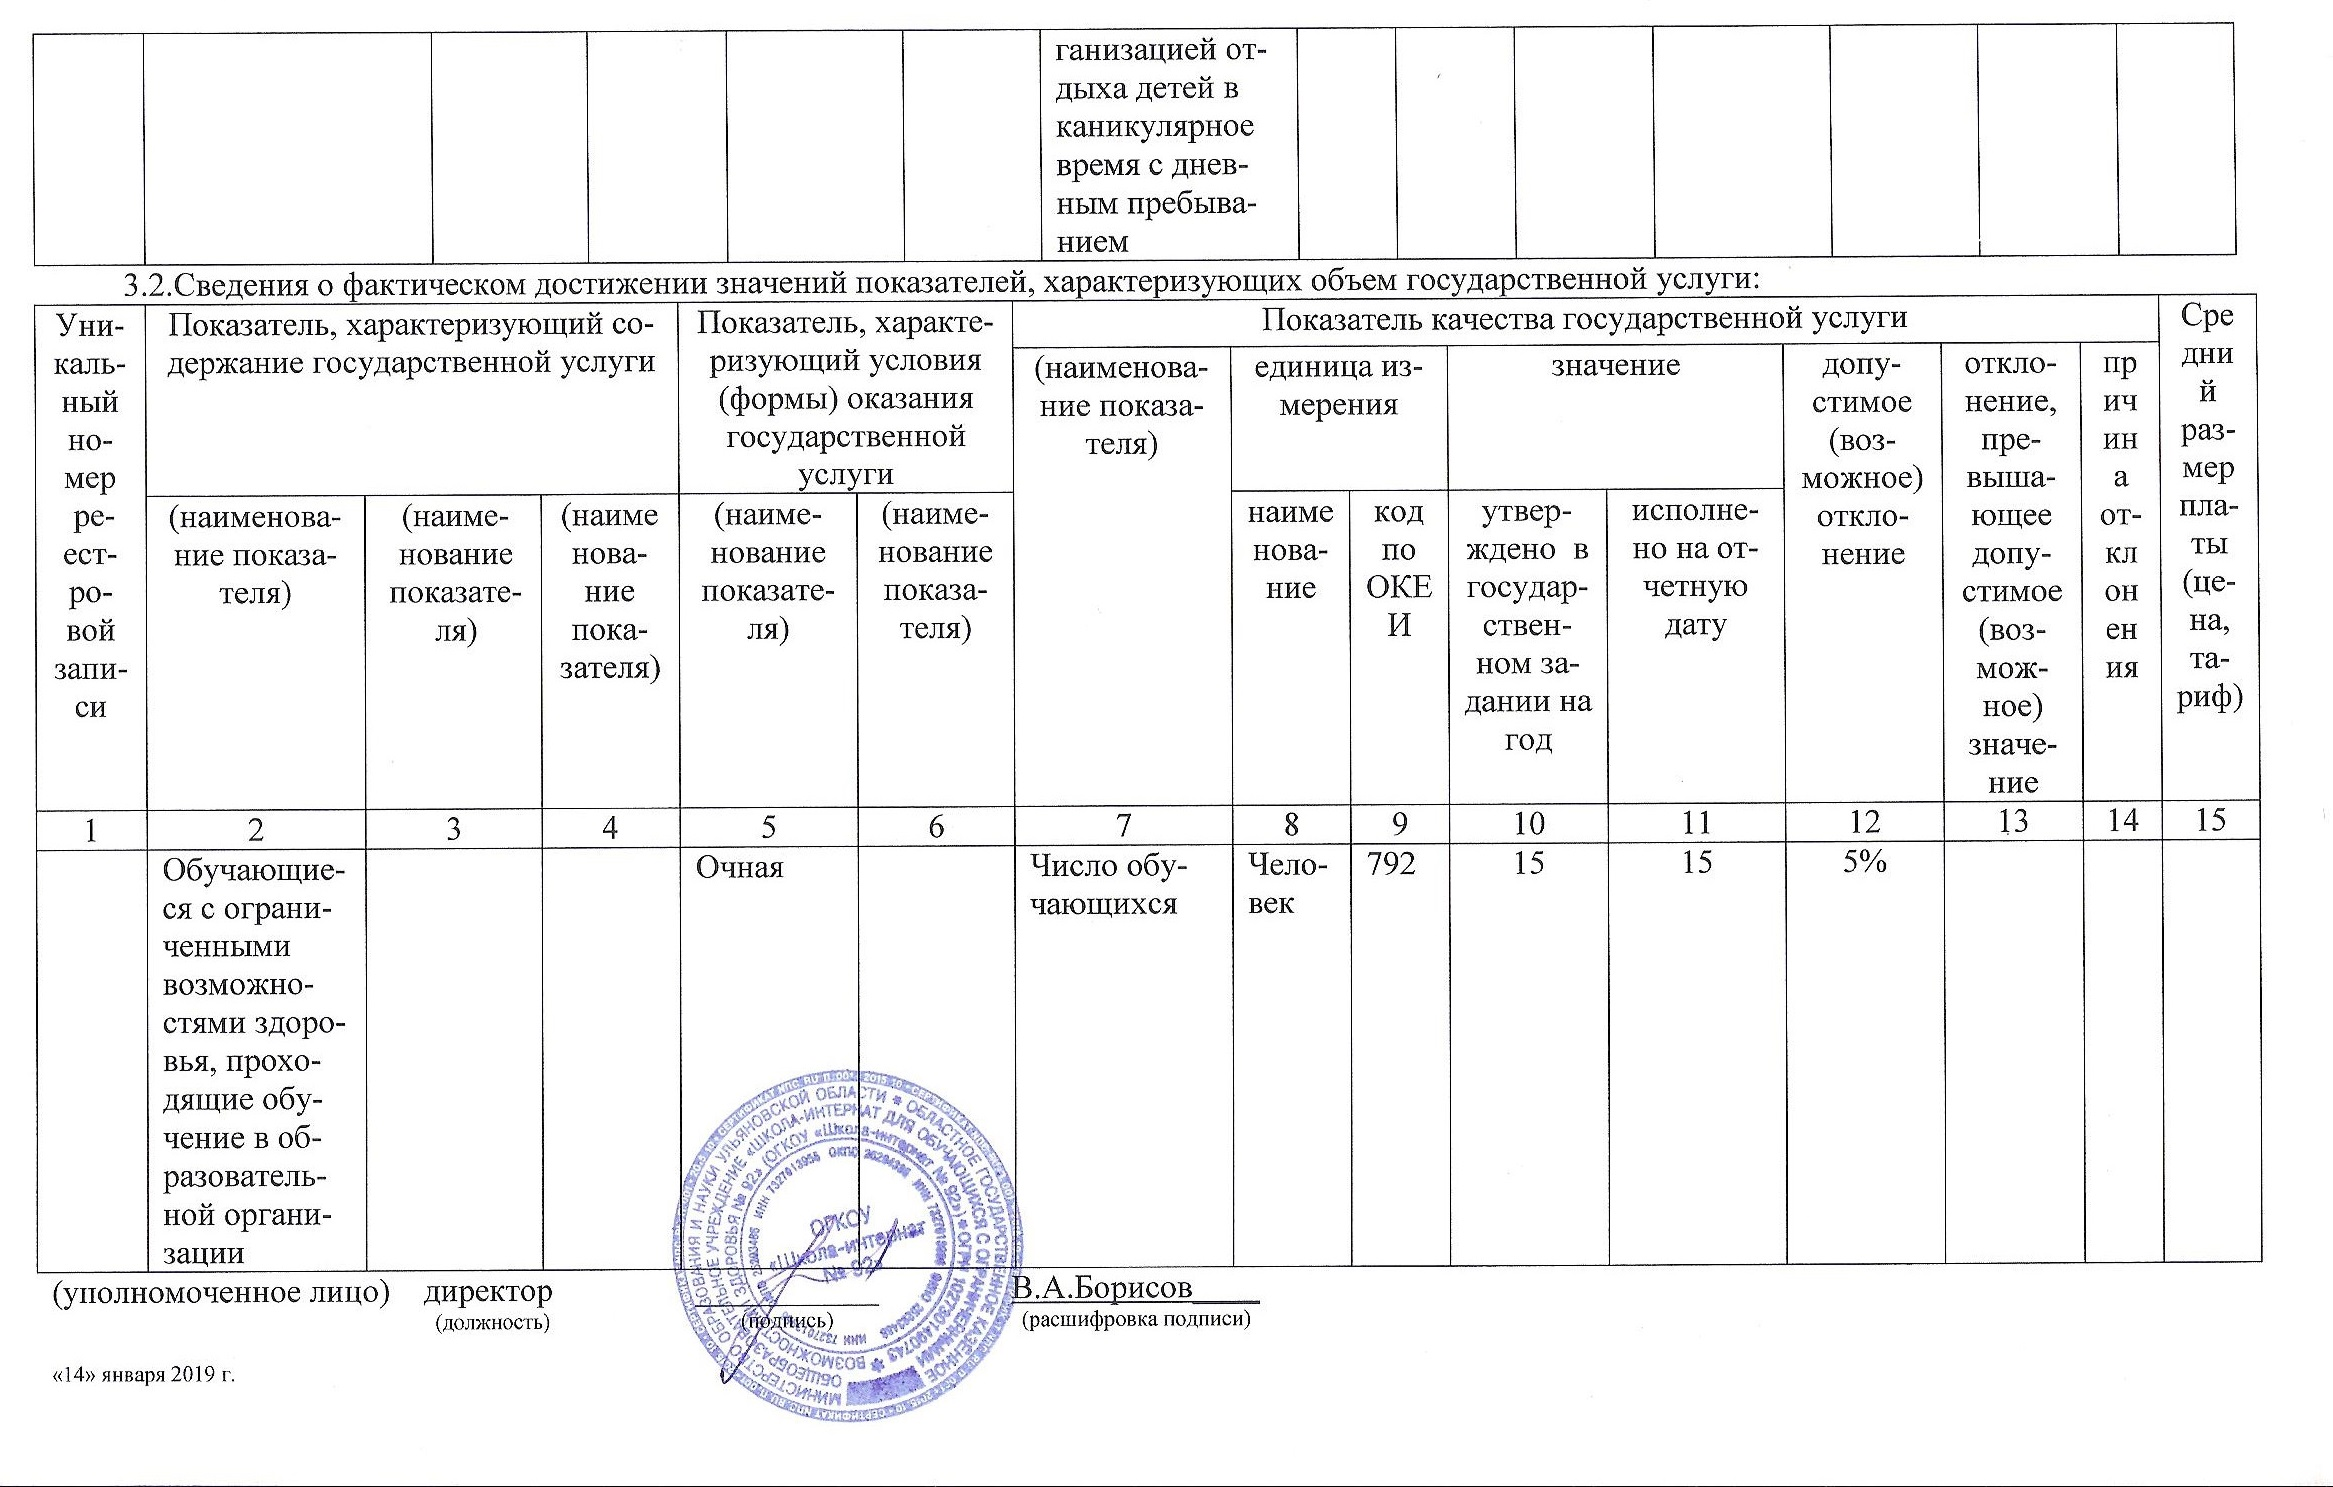 ганизацией от-
дыха детей в
каникулярное
время с днев-
ным пребыва-
нием
3.2.Сведения о фактическом достижении значений показателей, характеризующих объем государственной услуги:
Уни-
каль-
ный
но-
мер
ре-
ест-
ро-
вой
запи-
си
Показатель, характеризующий со-
держание государственной услуги
Показатель, характе-
ризующий условия
(формы) оказания
государственной
услуги
Показатель качества государственной услуги
Сре
дни
й
раз-
мер
пла-
ты
(це-
на,
та-
риф)
(наименова-
ние показа-
теля)
единица из-
мерения
значение
допу-
стимое
(воз-
можное)
откло-
нение
откло-
нение,
пре-
выша-
ющее
допу-
стимое
(воз-
мож-
ное)
значе-
ние
пр
ич
ин
а
от-
кл
он
ен
ия
(наименова-
ние показа-
теля)
(наиме-
нование
показате-
ля)
(наиме
нова-
ние
пока-
зателя)
(наиме-
нование
показате-
ля)
(наиме-
нование
показа-
теля)
наиме
нова-
ние
код
по
ОКЕ
И
утвер-
ждено в
государ-
ствен-
ном за-
дании на
год
исполне-
но на от-
четную
дату
1 2 3 4 5 6 7 8 9 10 11 12 13 14 15
Обучающие-
ся с ограни-
ченными
возможно-
стями здоро-
вья, прохо-
дящие обу-
чение в об-
разователь-
ной органи-
зации
Очная
Число обу-
чающихся
Чело-
век
792
15
15
5%
ОГКОУ
«Школа-интернат
№ 92»
(уполномоченное лицо) директор В.А.Борисов
(должность) (подпись) (расшифровка подписи)
«14» января 2019 г.